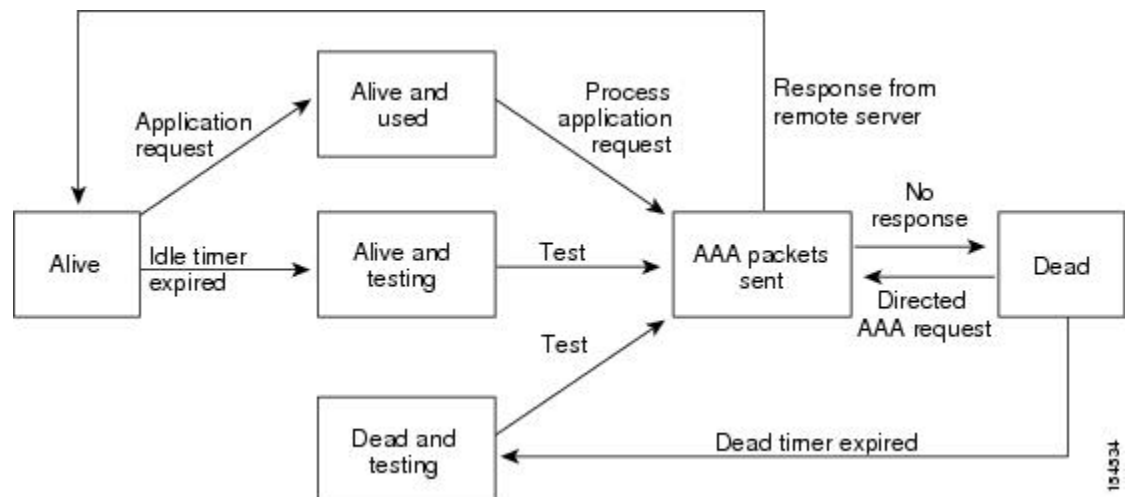 Response from
remote server
Alive and
used
Process
application
request
Application
request
No
response
Alive
Idle timer
expired
Alive and
testing
Test
AAA packets
sent
Dead
Directed
AAA request
Test
Dead and
testing
Dead timer expired
154534